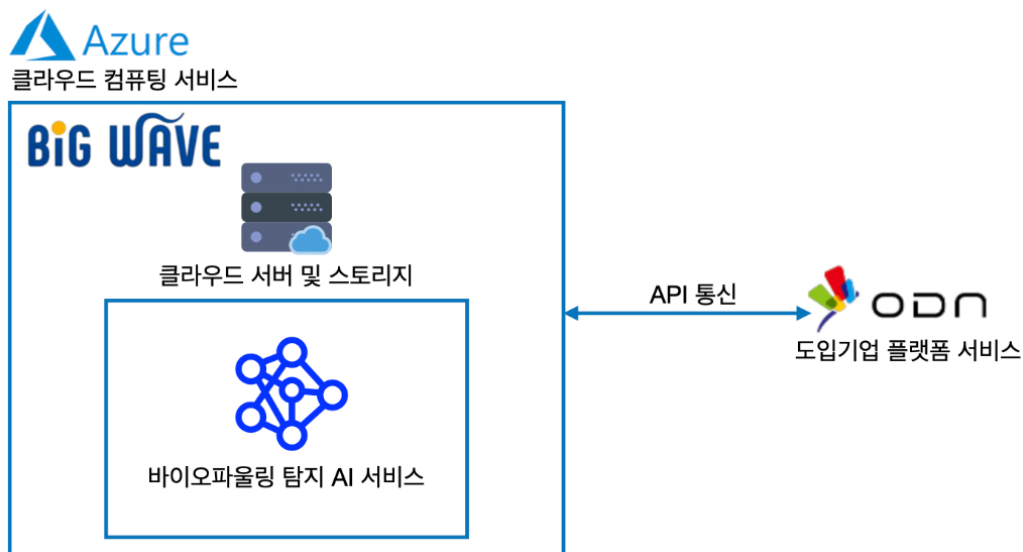 Azure
클라우드 컴퓨팅 서비스
BiG WAVE
클라우드 서버 및 스토리지
API 통신
ODN
도입기업 플랫폼 서비스
바이오파울링 탐지 AI 서비스